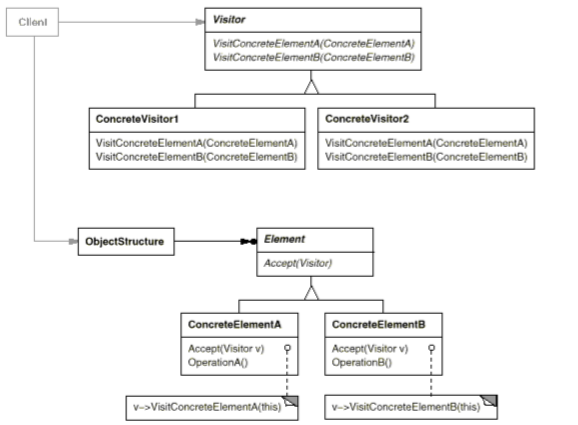 Client
Visitor
VisitConcreteElementA(ConcreteElementA)
VisitConcreteElementB(ConcreteElementB)
ConcreteVisitor1
VisitConcreteElementA(ConcreteElementA)
VisitConcreteElementB(ConcreteElementB)
ConcreteVisitor2
VisitConcreteElementA(ConcreteElementA)
VisitConcreteElementB(ConcreteElementB)
ObjectStructure
Element
Accept(Visitor)
ConcreteElementA
Accept(Visitor v)
OperationA()
ConcreteElementB
Accept(Visitor v)
OperationB()
v–>VisitConcreteElementA(this)
v–>VisitConcreteElementB(this)